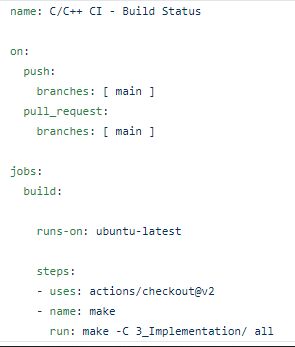 name: C/C++ CI - Build Status
on:
push:
branches: [ main ]
pull_request:
branches: [ main ]
jobs:
build:
runs-on: ubuntu-latest
steps:
- uses: actions/checkout@v2
- name: make
run: make -C 3_Implementation/ all